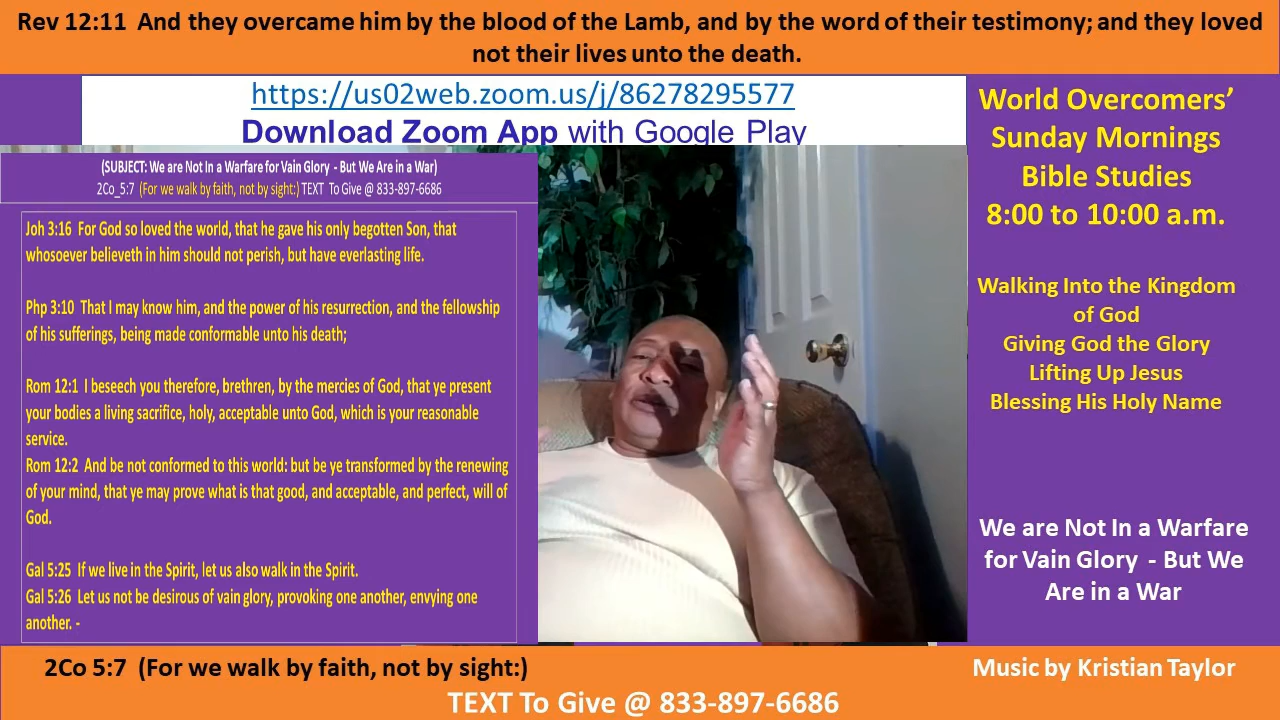 Rev 12:11  And they overcame him by the blood of the Lamb, and by the word of their testimony; and they loved
not their lives unto the death.
https://us02web.zoom.us/j/86278295577
Download Zoom App with Google Play
(SUBJECT: We are Not In a Warfare for Vain Glory  - But We Are in a War)
2Co_5:7  (For we walk by faith, not by sight:) TEXT  To Give @ 833-897-6686
Joh 3:16  For God so loved the world, that he gave his only begotten Son, that
whosoever believeth in him should not perish, but have everlasting life.
Php 3:10  That I may know him, and the power of his resurrection, and the fellowship
of his sufferings, being made conformable unto his death;
Rom 12:1  I beseech you therefore, brethren, by the mercies of God, that ye present
your bodies a living sacrifice, holy, acceptable unto God, which is your reasonable
service.
Rom 12:2  And be not conformed to this world: but be ye transformed by the renewing
of your mind, that ye may prove what is that good, and acceptable, and perfect, will of
God.
Gal 5:25  If we live in the Spirit, let us also walk in the Spirit.
Gal 5:26  Let us not be desirous of vain glory, provoking one another, envying one
another. -
World Overcomers’
Sunday Mornings
Bible Studies
8:00 to 10:00 a.m.
Walking Into the Kingdom
of God
Giving God the Glory
Lifting Up Jesus
Blessing His Holy Name
We are Not In a Warfare
for Vain Glory  - But We
Are in a War
2Co 5:7  (For we walk by faith, not by sight:)
Music by Kristian Taylor
TEXT To Give @ 833-897-6686